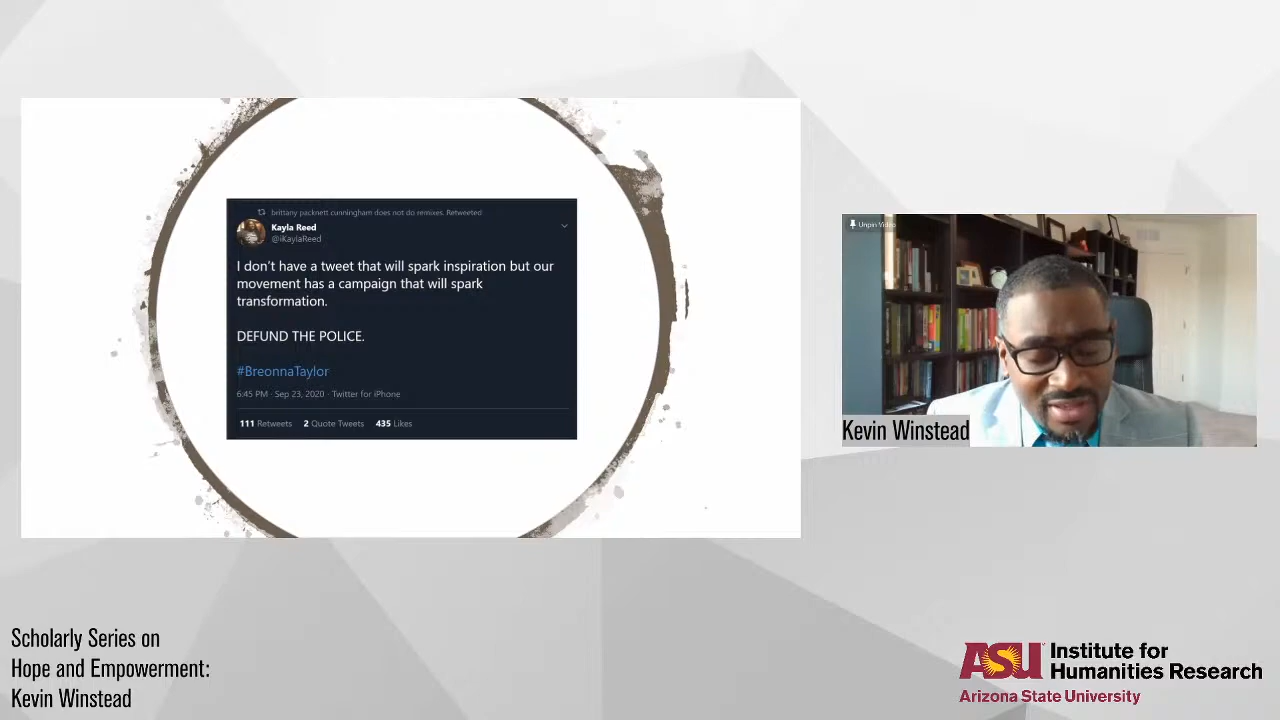 brittany packnett cunningham does not do remixes. Retweeted
Kayla Reed
@iKaylaReed
I don't have a tweet that will spark inspiration but our
movement has a campaign that will spark
transformation.
DEFUND THE POLICE.
#BreonnaTaylor
6:45 PM · Sep 23, 2020 · Twitter for iPhone
111 Retweets 2 Quote Tweets 435 Likes
Unpin Video
Kevin Winstead
Scholarly Series on
Hope and Empowerment:
Kevin Winstead
ASU Institute for
Humanities Research
Arizona State University